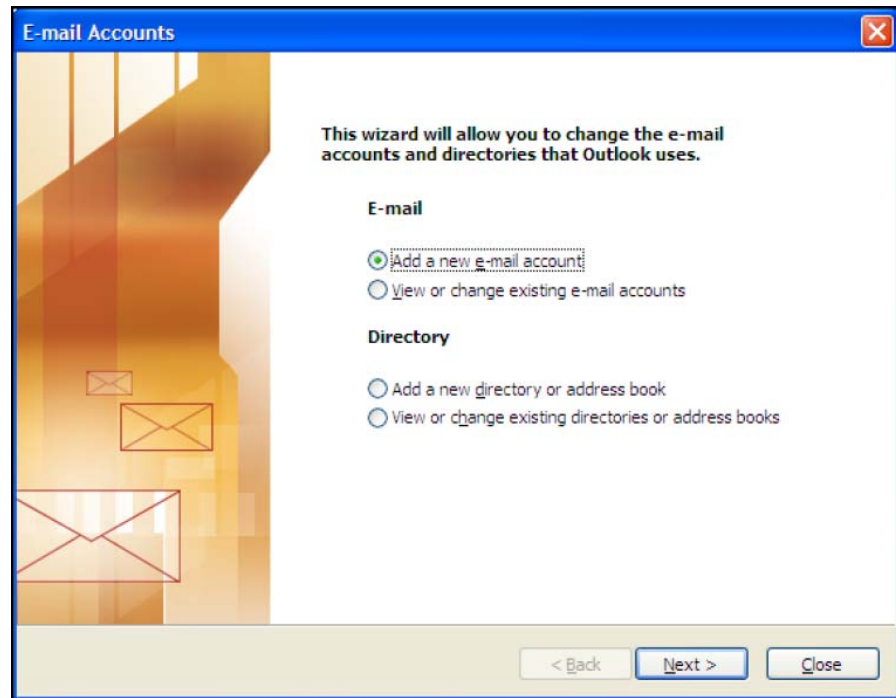 E-mail Accounts
This wizard will allow you to change the e-mail
accounts and directories that Outlook uses.
E-mail
Add a new e-mail account
View or change existing e-mail accounts
Directory
Add a new directory or address book
View or change existing directories or address books
< Back
Next >
Close